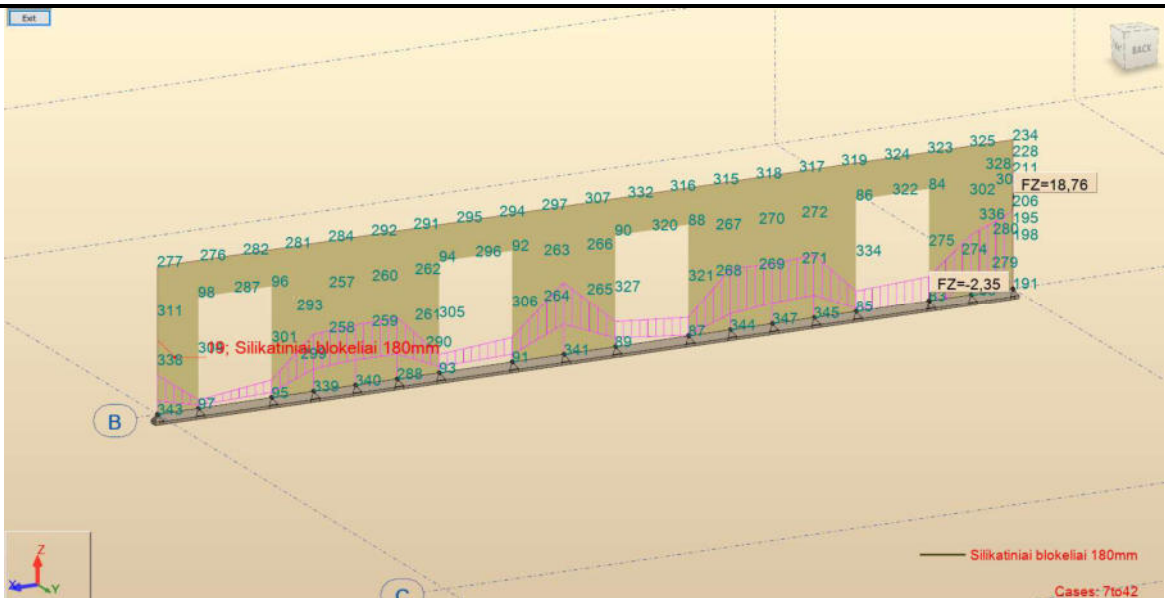 Exit
BACK
277 276 282 281 284 292 291 295 294 297 307 332 316 315 318 317 319 324 323 325 234
228
328 211
FZ=18,76
311 98 287 96 257 260 262 94 296 92 263 266 90 320 88 267 270 272 86 322 84 302 206
195
336 280 198
293 258 259 261 305 306 264 265 327 321 268 269 271 334 275 274 279
FZ=-2,35
338 301 290
19; Silikatiniai blokeliai 180mm
343 97 95 339 340 288 93 91 341 89 87 344 347 345 85 83 191
B
C
Z
X
Y
Silikatiniai blokeliai 180mm
Cases: 7to42